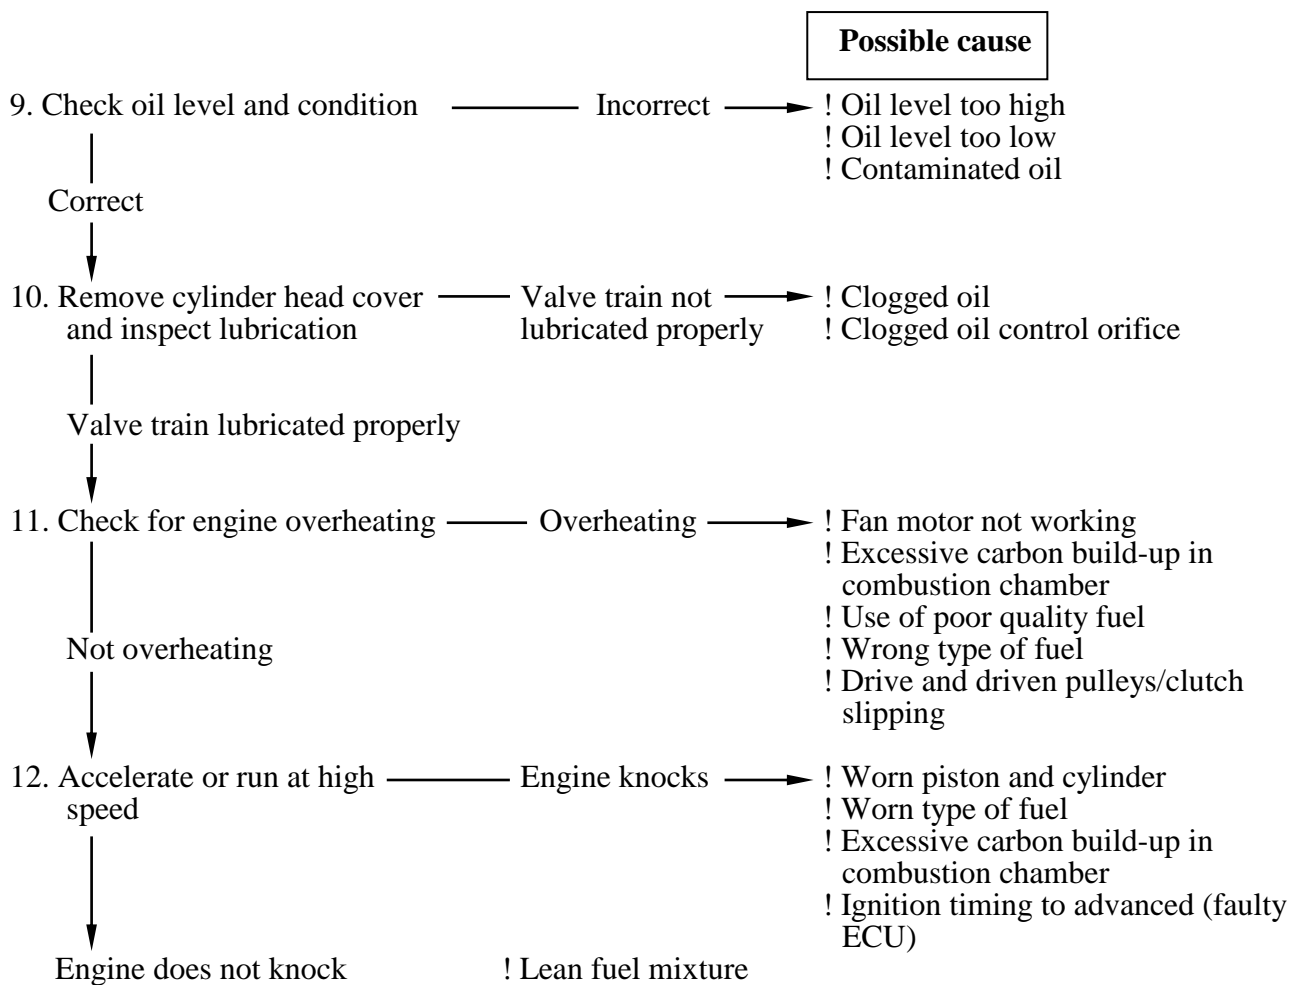 Possible cause
9. Check oil level and condition
Incorrect
! Oil level too high
! Oil level too low
! Contaminated oil
Correct
10. Remove cylinder head cover
and inspect lubrication
Valve train not
lubricated properly
! Clogged oil
! Clogged oil control orifice
Valve train lubricated properly
11. Check for engine overheating
Overheating
! Fan motor not working
! Excessive carbon build-up in
combustion chamber
! Use of poor quality fuel
! Wrong type of fuel
! Drive and driven pulleys/clutch
slipping
Not overheating
12. Accelerate or run at high
speed
Engine knocks
! Worn piston and cylinder
! Worn type of fuel
! Excessive carbon build-up in
combustion chamber
! Ignition timing to advanced (faulty
ECU)
Engine does not knock
! Lean fuel mixture